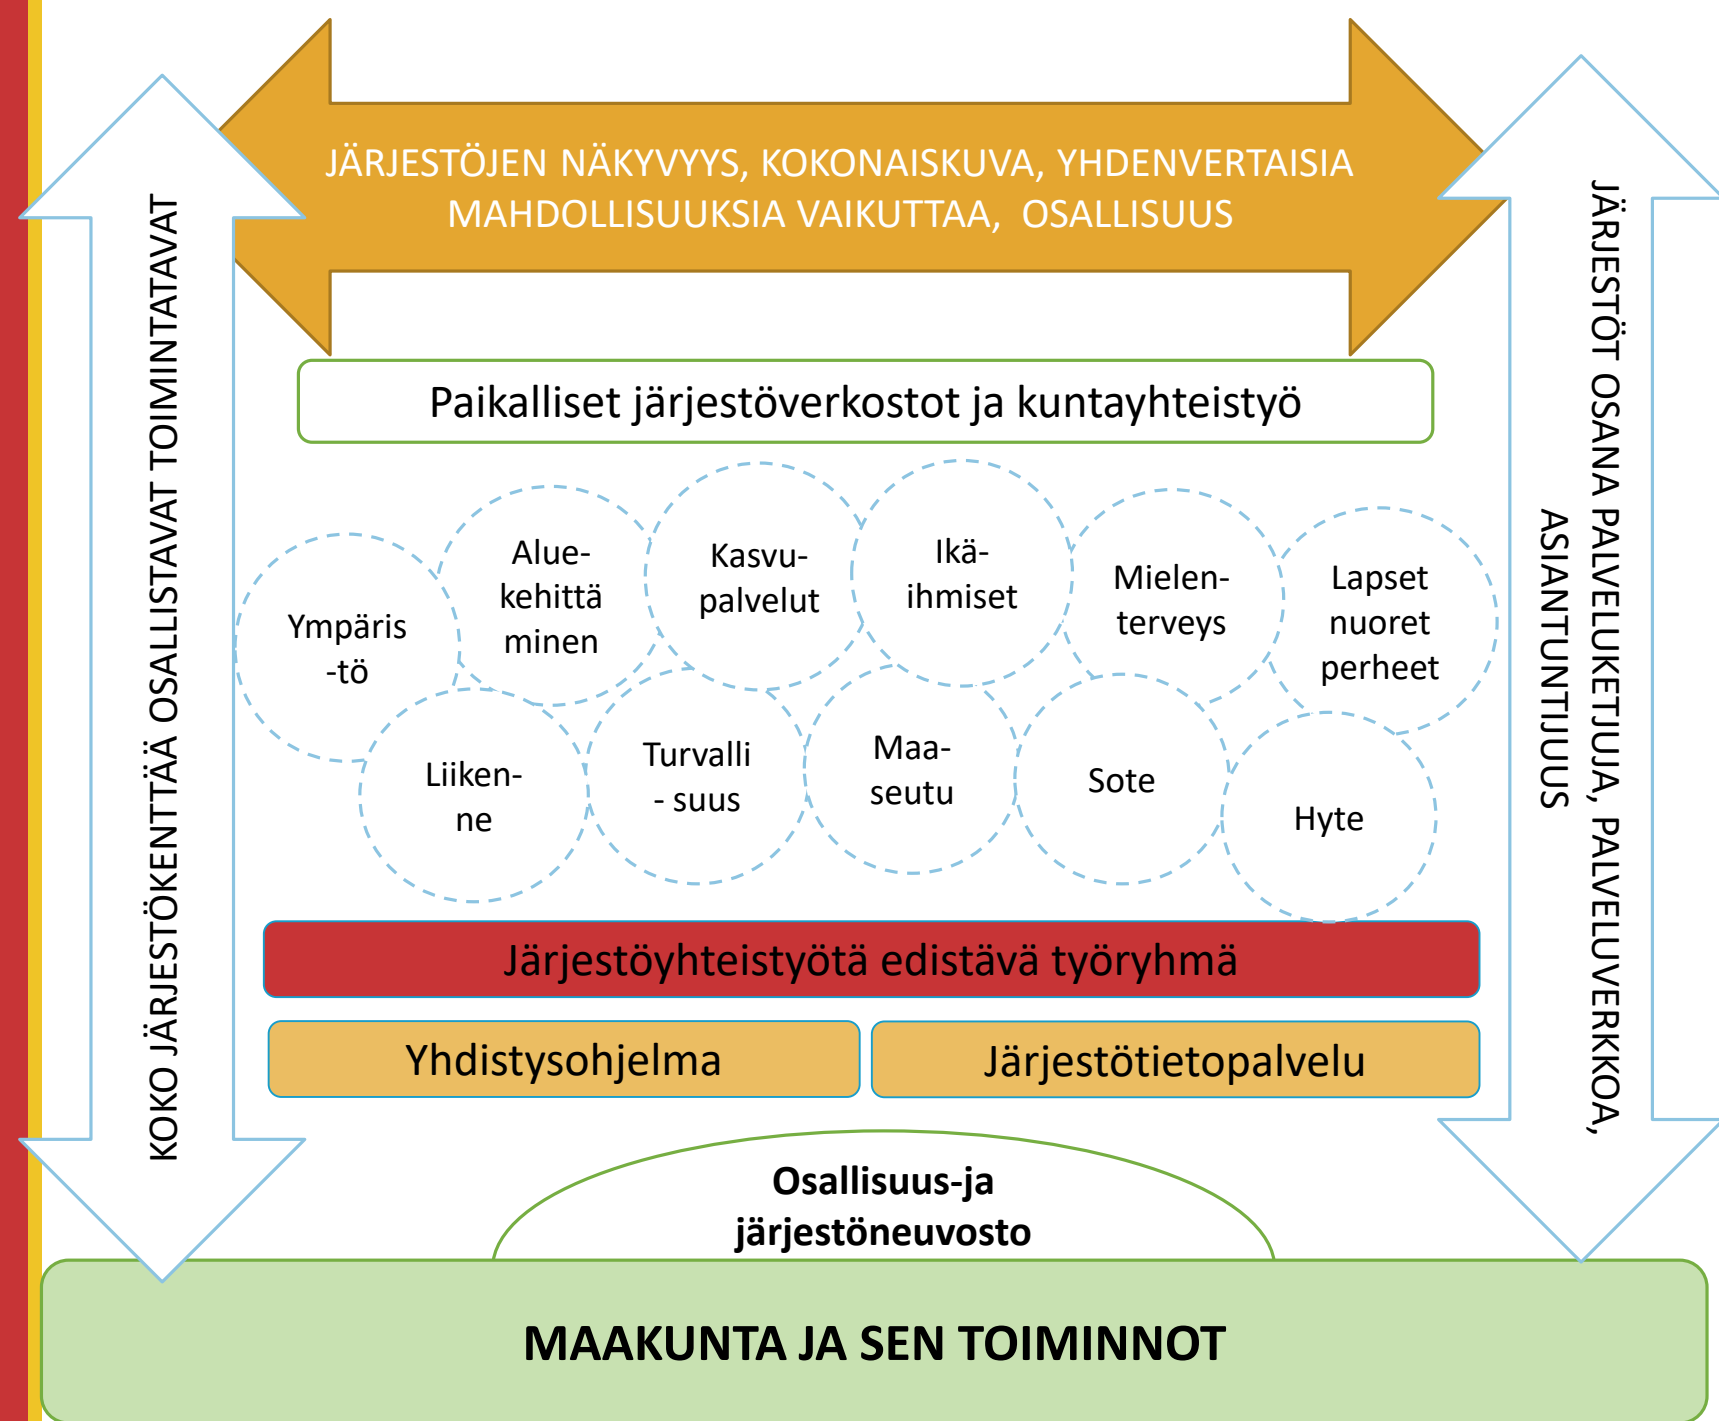 JÄRJESTÖJEN NÄKYVYYS, KOKONAISKUVA, YHDENVERTAISIA
MAHDOLLISUUKSIA VAIKUTTAA, OSALLISUUS
KOKO JÄRJESTÖKENTTÄÄ OSALLISTAVAT TOIMINTATAVAT
JÄRJESTÖT OSANA PALVELUKETJUJA, PALVELUVERKKOA,
ASIANTUNTIJUUS
Paikalliset järjestöverkostot ja kuntayhteistyö
Ympäris
-tö
Alue-
kehittä
minen
Kasvu-
palvelut
Ikä-
ihmiset
Mielen-
terveys
Lapset
nuoret
perheet
Liiken-
ne
Turvalli
- suus
Maa-
seutu
Sote
Hyte
Järjestöyhteistyötä edistävä työryhmä
Yhdistysohjelma
Järjestötietopalvelu
Osallisuus-ja
järjestöneuvosto
MAAKUNTA JA SEN TOIMINNOT